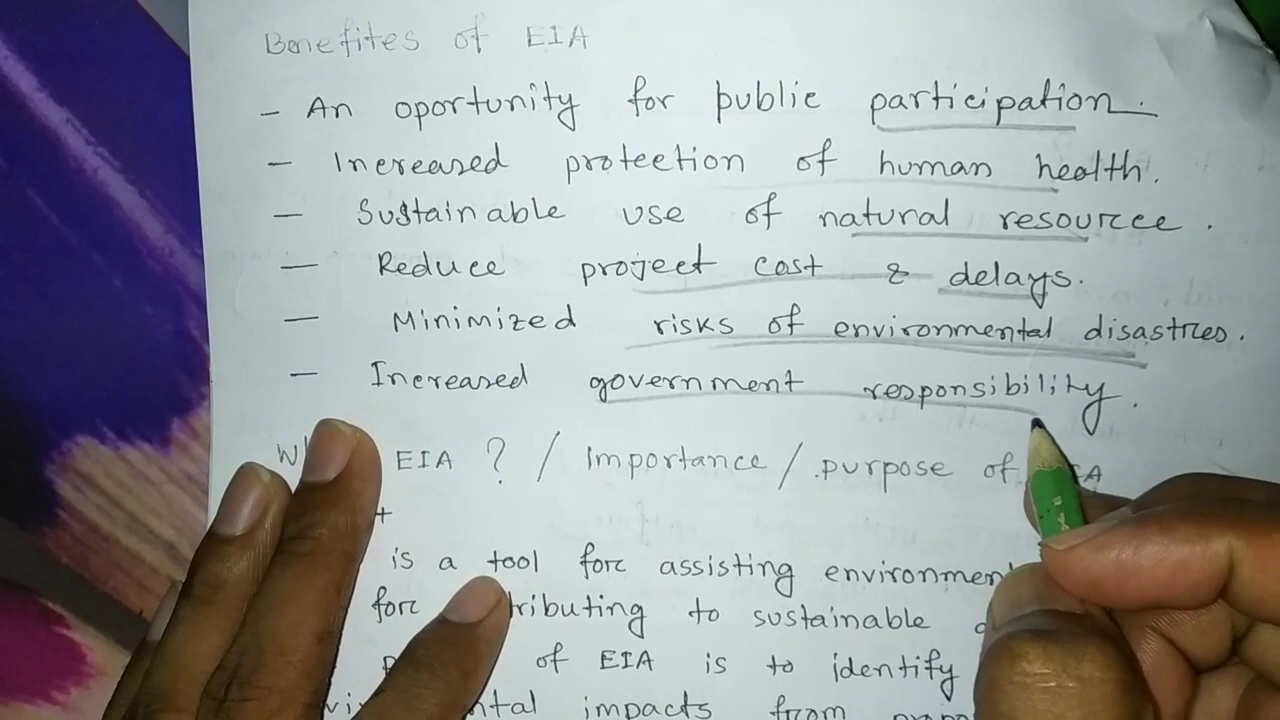 Benefites of EIA
- An oportunity for public participation.
- Increased protection of human health.
- Sustainable use of natural resource.
- Reduce project cost & delays.
- Minimized risks of environmental disastres.
- Increased government responsibility.
EIA ? / Importance / purpose of
is a tool for assisting
for to sustainable
of EIA is to identify
impacts from